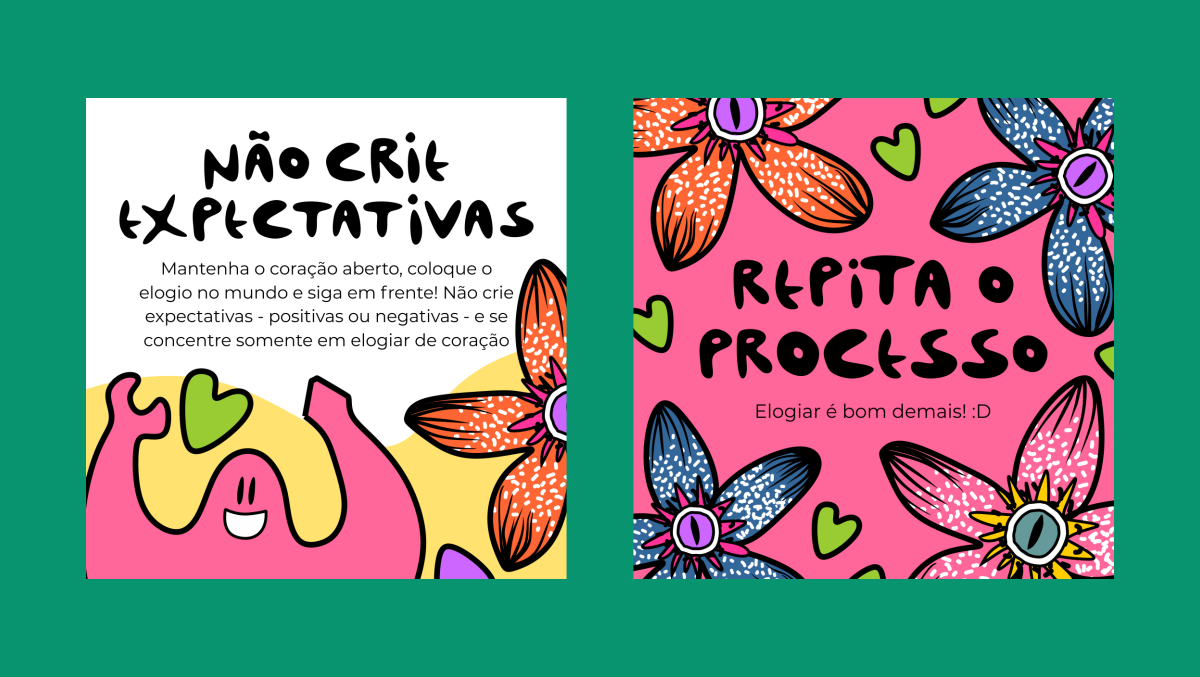 NÃO CRIE
EXPECTATIVAS
Mantenha o coração aberto, coloque o
elogio no mundo e siga em frente! Não crie
expectativas - positivas ou negativas - e se
concentre somente em elogiar de coração
REPITA O
PROCESSO
Elogiar é bom demais! :D